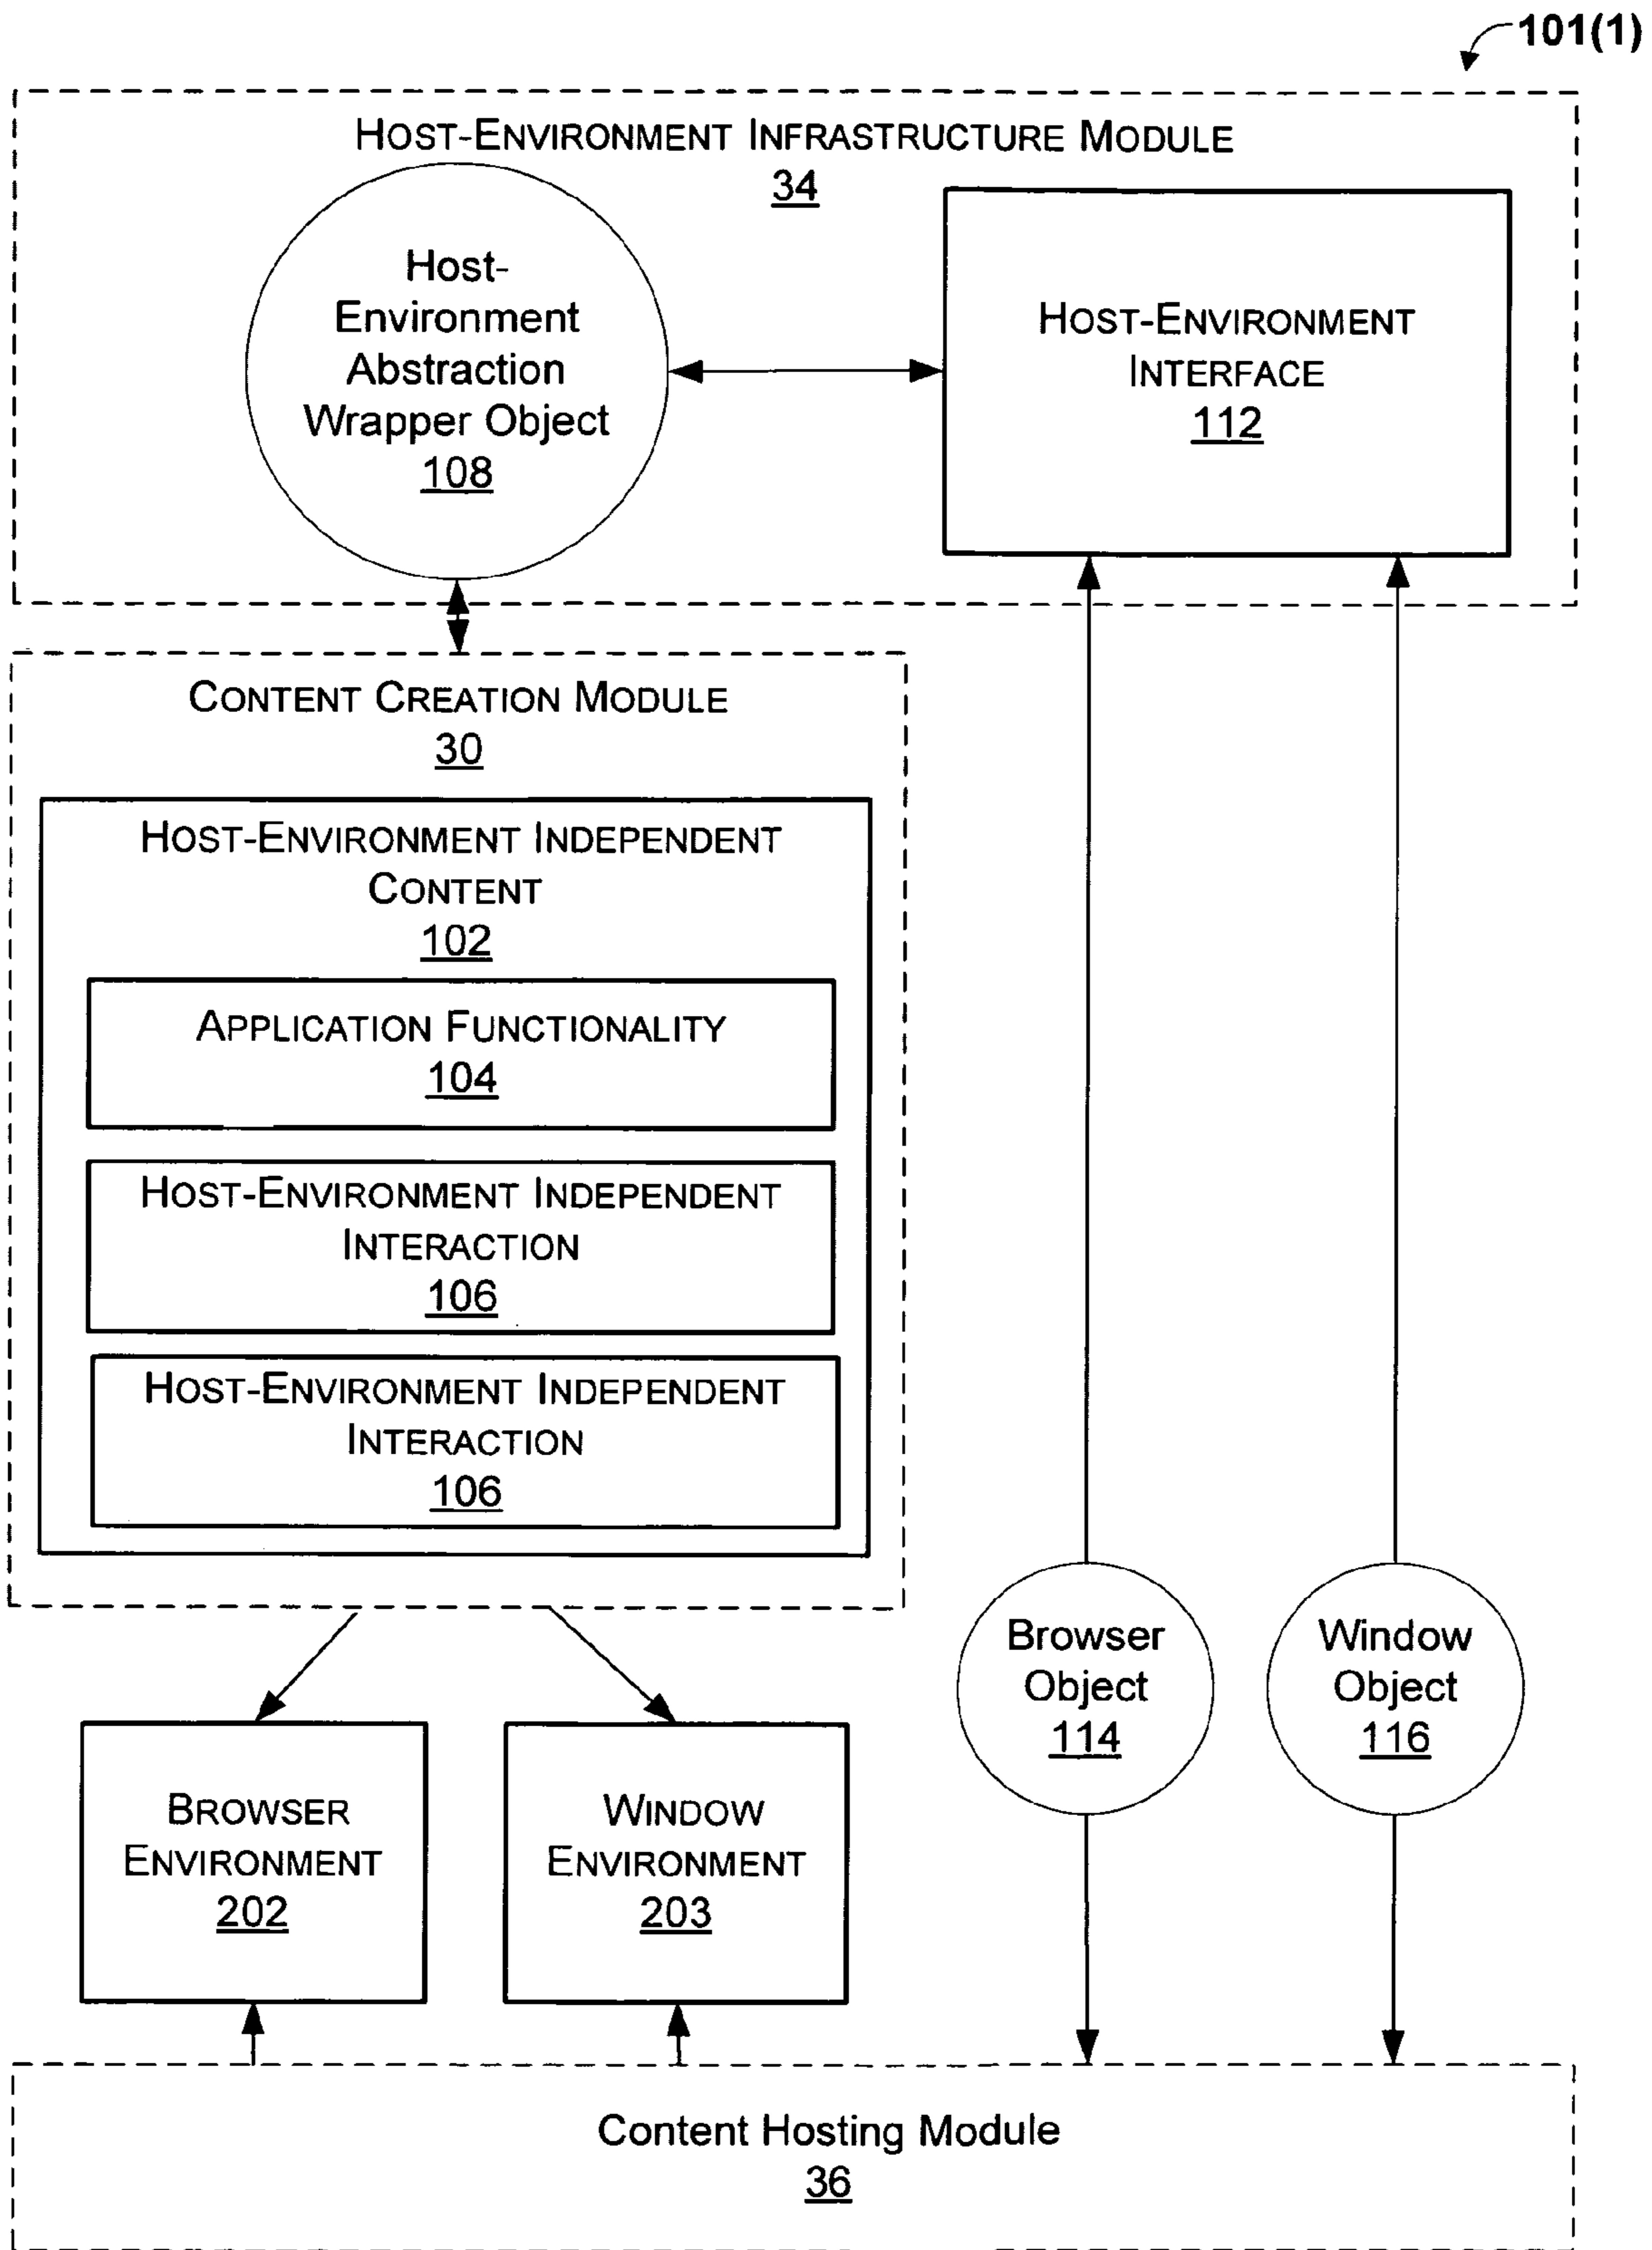 101(1)
HOST-ENVIRONMENT INFRASTRUCTURE MODULE
34
Host-
Environment
Abstraction
Wrapper Object
108
HOST-ENVIRONMENT
INTERFACE
112
CONTENT CREATION MODULE
30
HOST-ENVIRONMENT INDEPENDENT
CONTENT
102
APPLICATION FUNCTIONALITY
104
HOST-ENVIRONMENT INDEPENDENT
INTERACTION
106
HOST-ENVIRONMENT INDEPENDENT
INTERACTION
106
Browser
Object
114
Window
Object
116
BROWSER
ENVIRONMENT
202
WINDOW
ENVIRONMENT
203
Content Hosting Module
36